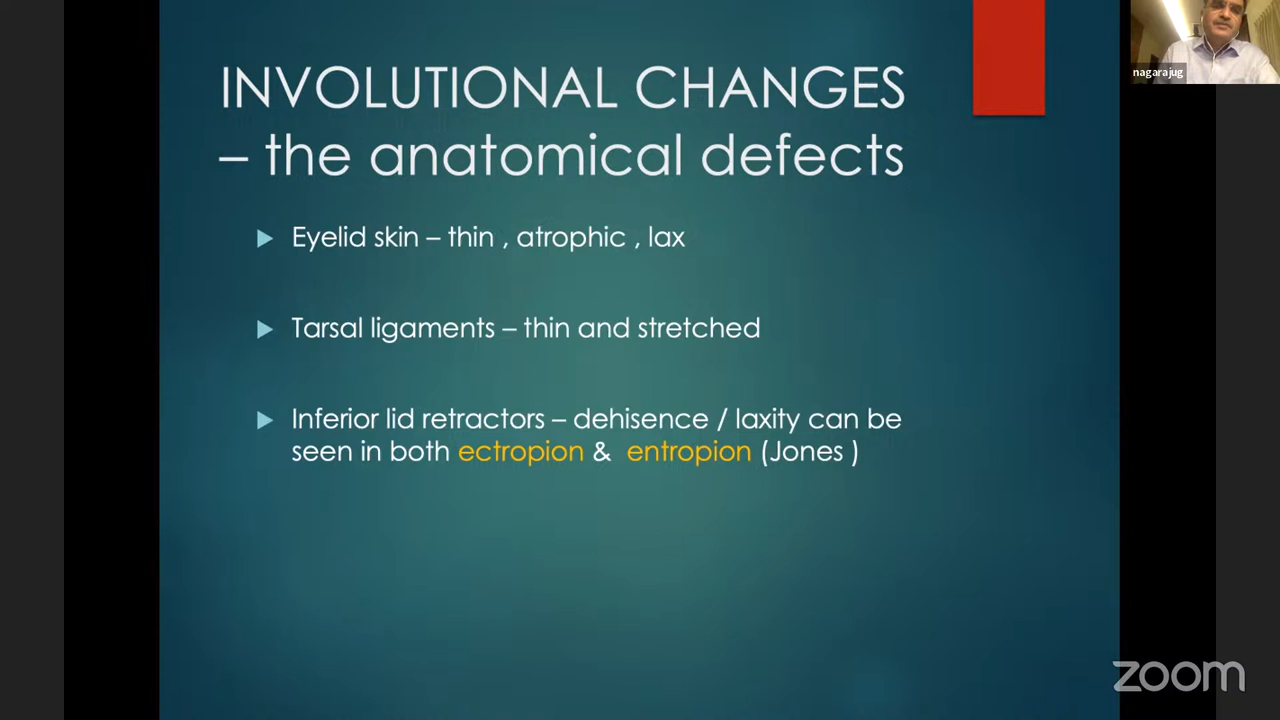 INVOLUTIONAL CHANGES
– the anatomical defects
Eyelid skin – thin , atrophic , lax
Tarsal ligaments – thin and stretched
Inferior lid retractors – dehisence / laxity can be
seen in both ectropion & entropion (Jones )
nagarajug
zoom